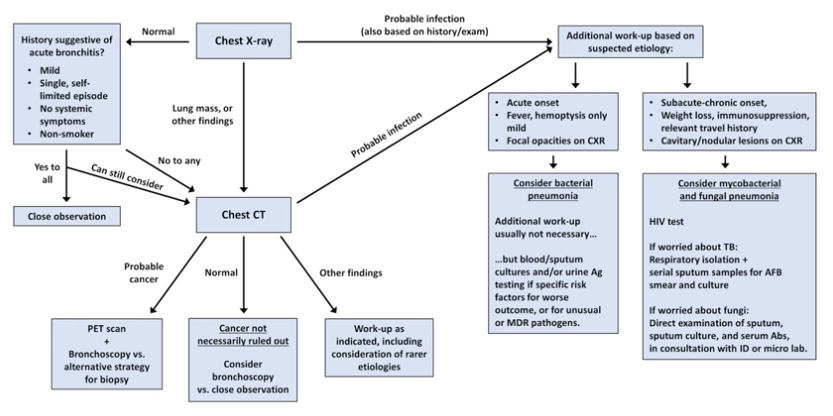 Chest X-ray
Normal
Probable infection
(also based on history/exam)
Additional work-up based on
suspected etiology:
History suggestive of
acute bronchitis?
• Mild
• Single, self-
limited episode
• No systemic
symptoms
• Non-smoker
Lung mass, or
other findings
Probable infection
Yes to
all
Can still consider
No to any
Close observation
Chest CT
• Acute onset
• Fever, hemoptysis only
mild
• Focal opacities on CXR
• Subacute-chronic onset,
• Weight loss, immunosuppression,
relevant travel history
• Cavitary/nodular lesions on CXR
Consider bacterial
pneumonia
Additional work-up
usually not necessary...
...but blood/sputum
cultures and/or urine Ag
testing if specific risk
factors for worse
outcome, or for unusual
or MDR pathogens.
Consider mycobacterial
and fungal pneumonia
HIV test
If worried about TB:
Respiratory isolation +
serial sputum samples for AFB
smear and culture
If worried about fungi:
Direct examination of sputum,
sputum culture, and serum Abs,
in consultation with ID or micro lab.
Probable
cancer
Normal
Other findings
PET scan
+
Bronchoscopy vs.
alternative strategy
for biopsy
Cancer not
necessarily ruled out
Consider
bronchoscopy
vs. close observation
Work-up as
indicated, including
consideration of rarer
etiologies